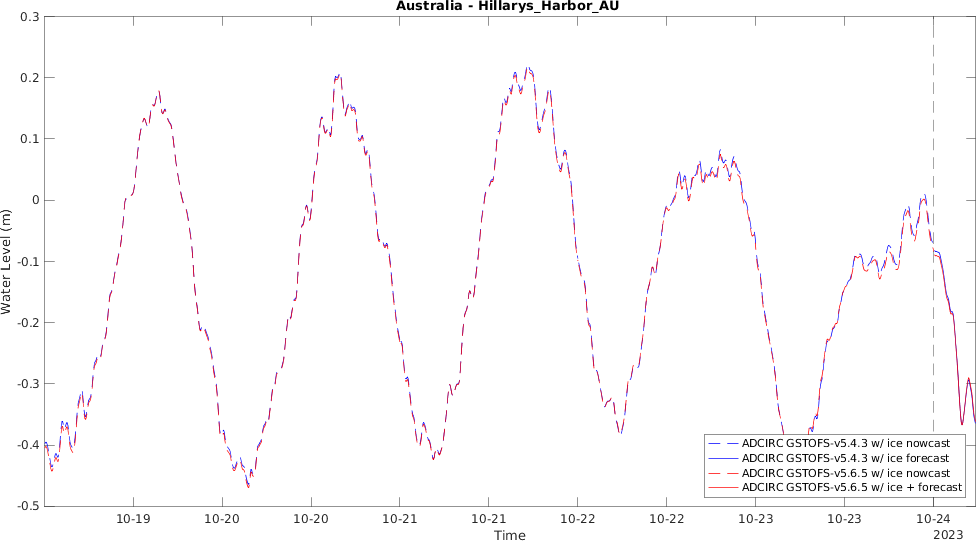 Australia - Hillarys_Harbor_AU
0.3
0.2
0.1
0
-0.1
-0.2
-0.3
-0.4
-0.5
Water Level (m)
ADCIRC GSTOFS-v5.4.3 w/ ice nowcast
ADCIRC GSTOFS-v5.4.3 w/ ice forecast
ADCIRC GSTOFS-v5.6.5 w/ ice nowcast
ADCIRC GSTOFS-v5.6.5 w/ ice + forecast
10-19 10-20 10-20 10-21 10-21 10-22 10-22 10-23 10-23 10-24
2023
Time